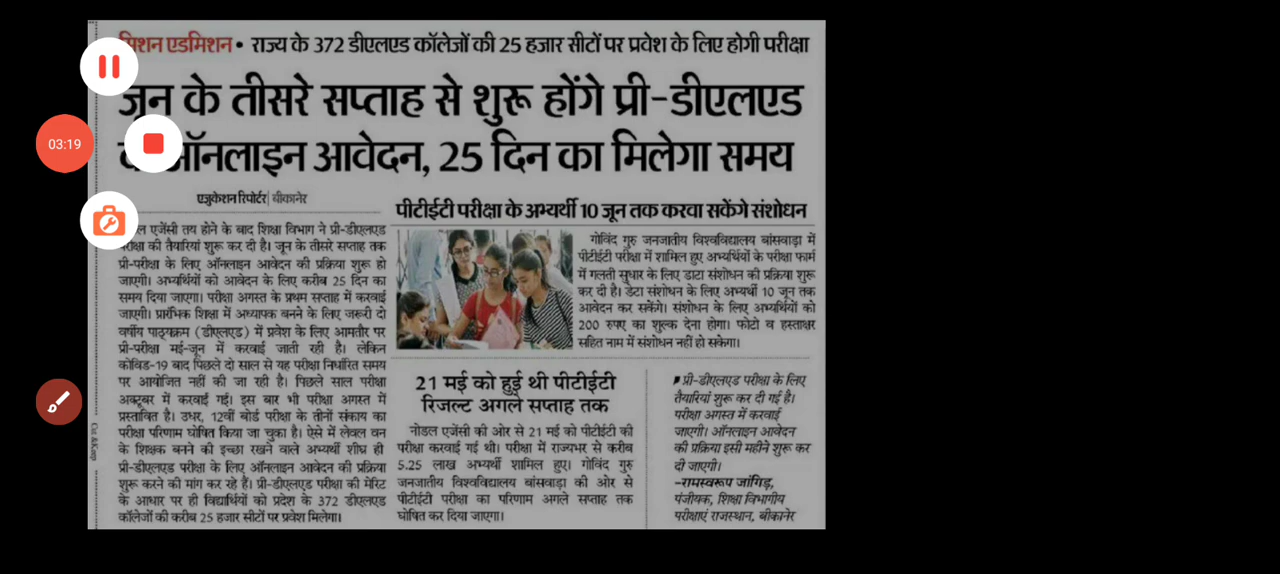 मिशन एडमिशन • राज्य के 372 डीएलएड कॉलेजों की 25 हजार सीटों पर प्रवेश के लिए होगी परीक्षा
जून के तीसरे सप्ताह से शुरू होंगे प्री-डीएलएड
ऑनलाइन आवेदन, 25 दिन का मिलेगा समय
एजुकेशन रिपोर्टर| बीकानेर
एजेंसी तय होने के बाद शिक्षा विभाग ने प्री-डीएलएड
परीक्षा की तैयारियां शुरू कर दी है। जून के तीसरे सप्ताह तक
प्री-परीक्षा के लिए ऑनलाइन आवेदन की प्रक्रिया शुरू हो
जाएगी। अभ्यर्थियों को आवेदन के लिए करीब 25 दिन का
समय दिया जाएगा। परीक्षा अगस्त के प्रथम सप्ताह में करवाई
जाएगी। प्रारंभिक शिक्षा में अध्यापक बनने के लिए जरूरी दो
वर्षीय पाठ्यक्रम (डीएलएड) में प्रवेश के लिए आमतौर पर
प्री-परीक्षा मई-जून में करवाई जाती रही है। लेकिन
कोविड-19 बाद पिछले दो साल से यह परीक्षा निर्धारित समय
पर आयोजित नहीं की जा रही है। पिछले साल परीक्षा
अक्टूबर में करवाई गई। इस बार भी परीक्षा अगस्त में
प्रस्तावित है। उधर, 12वीं बोर्ड परीक्षा के तीनों संकाय का
परीक्षा परिणाम घोषित किया जा चुका है। ऐसे में लेवल वन
के शिक्षक बनने की इच्छा रखने वाले अभ्यर्थी शीघ्र ही
प्री-डीएलएड परीक्षा के लिए ऑनलाइन आवेदन की प्रक्रिया
शुरू करने की मांग कर रहे हैं। प्री-डीएलएड परीक्षा की मेरिट
के आधार पर ही विद्यार्थियों को प्रदेश के 372 डीएलएड
कॉलेजों की करीब 25 हजार सीटों पर प्रवेश मिलेगा।
पीटीईटी परीक्षा के अभ्यर्थी 10 जून तक करवा सकेंगे संशोधन
गोविंद गुरु जनजातीय विश्वविद्यालय बांसवाड़ा में
पीटीईटी परीक्षा में शामिल हुए अभ्यर्थियों के परीक्षा फार्म
में गलती सुधार के लिए डाटा संशोधन की प्रक्रिया शुरू
कर दी है। डेटा संशोधन के लिए अभ्यर्थी 10 जून तक
आवेदन कर सकेंगे। संशोधन के लिए अभ्यर्थियों को
200 रुपए का शुल्क देना होगा। फोटो व हस्ताक्षर
सहित नाम में संशोधन नहीं हो सकेगा।
21 मई को हुई थी पीटीईटी
रिजल्ट अगले सप्ताह तक
नोडल एजेंसी की ओर से 21 मई को पीटीईटी की
परीक्षा करवाई गई थी। परीक्षा में राज्यभर से करीब
5.25 लाख अभ्यर्थी शामिल हुए। गोविंद गुरु
जनजातीय विश्वविद्यालय बांसवाड़ा की ओर से
पीटीईटी परीक्षा का परिणाम अगले सप्ताह तक
घोषित कर दिया जाएगा।
प्री-डीएलएड परीक्षा के लिए
तैयारियां शुरू कर दी गई है।
परीक्षा अगस्त में करवाई
जाएगी। ऑनलाइन आवेदन
की प्रक्रिया इसी महीने शुरू कर
दी जाएगी।
-रामस्वरूप जांगिड़,
पंजीयक, शिक्षा विभागीय
परीक्षाएं राजस्थान, बीकानेर
03:19
Cut &Keep